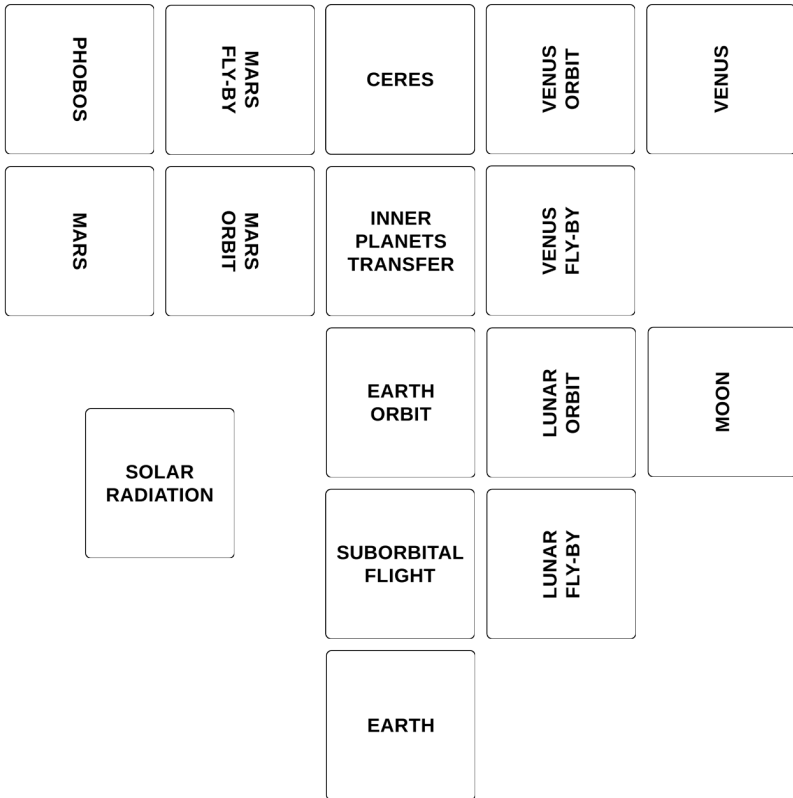 PHOBOS
MARS
FLY-BY
CERES
VENUS
ORBIT
VENUS
MARS
MARS
ORBIT
INNER
PLANETS
TRANSFER
VENUS
FLY-BY
EARTH
ORBIT
LUNAR
ORBIT
MOON
SOLAR
RADIATION
SUBORBITAL
FLIGHT
LUNAR
FLY-BY
EARTH